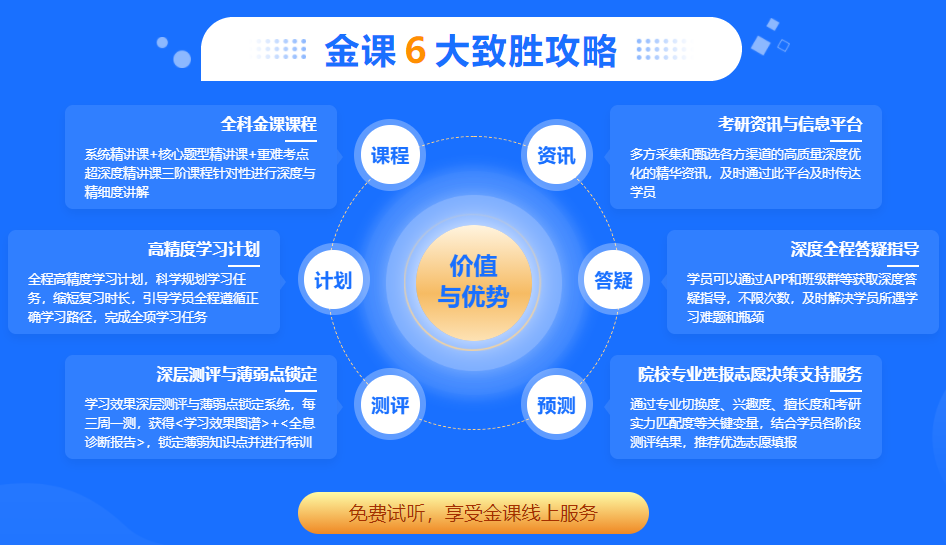 金课6大致胜攻略
全科金课课程
系统精讲课+核心题型精讲课+重难考点
超深度精讲课三阶课程针对性进行深度与
精细度讲解
课程
资讯
考研资讯与信息平台
多方采集和甄选各方渠道的高质量深度优
化的精华资讯，及时通过此平台及时传达
学员
高精度学习计划
全程高精度学习计划，科学规划学习任
务，缩短复习时长，引导学员全程遵循正
确学习路径，完成全项学习任务
计划
价值
与优势
答疑
深度全程答疑指导
学员可以通过APP和班级群等获取深度答
疑指导，不限次数，及时解决学员所遇学
习难题和瓶颈
深层测评与薄弱点锁定
学习效果深层测评与薄弱点锁定系统，每
三周一测，获得<学习效果图谱>+<全息
诊断报告>，锁定薄弱知识点并进行特训
测评
预测
院校专业选报志愿决策支持服务
通过专业切换度、兴趣度、擅长度和考研
实力匹配度等关键变量，结合学员各阶段
测评结果，推荐优选志愿填报
免费试听，享受金课线上服务